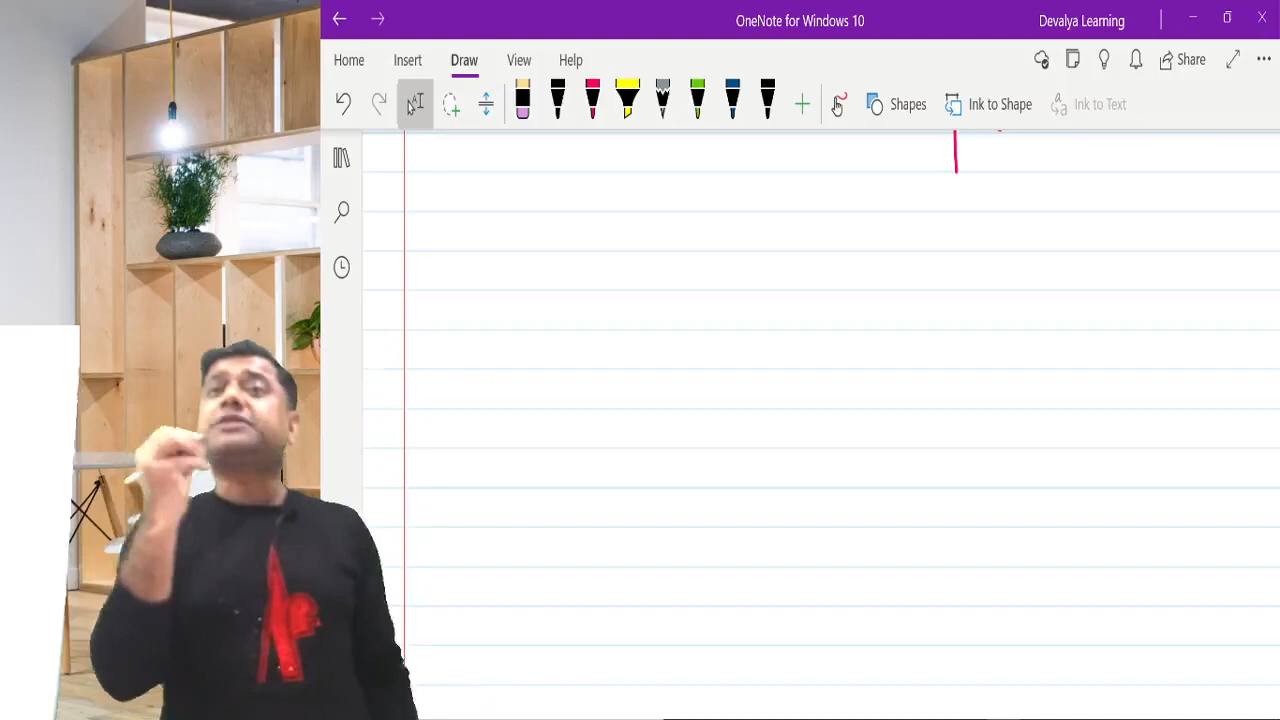 OneNote for Windows 10
Devalya Learning
Home Insert Draw View Help
Share
Shapes Ink to Shape Ink to Text